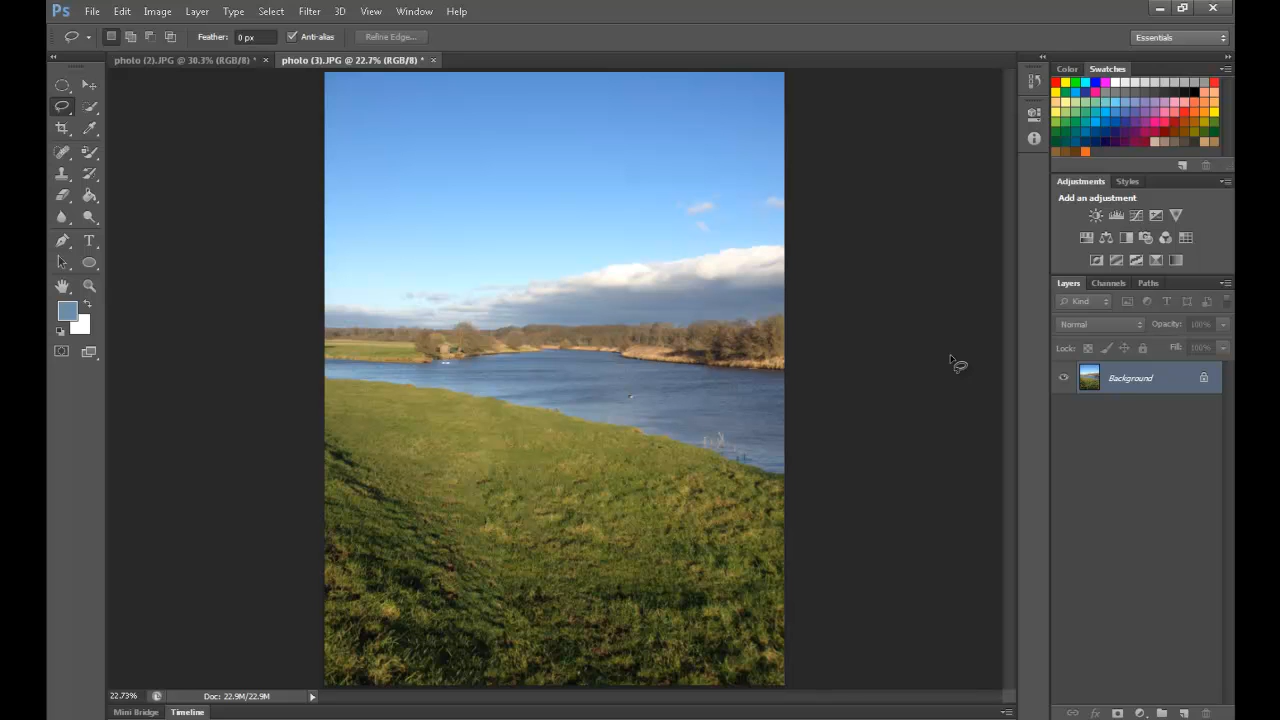 Ps File Edit Image Layer Type Select Filter 3D View Window Help
Feather: 0 px Anti-alias Refine Edge... Essentials
photo (2).JPG @ 30.3% (RGB/8) * × photo (3).JPG @ 22.7% (RGB/8) * ×
Color Swatches
Adjustments Styles
Add an adjustment
Layers Channels Paths
Kind
Normal Opacity: 100%
Lock: Fill: 100%
Background
22.73% Doc: 22.9M/22.9M
Mini Bridge Timeline